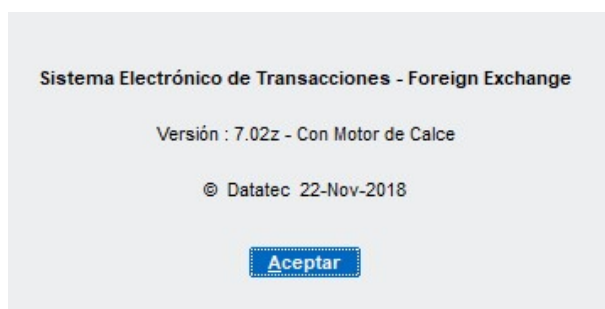 Sistema Electrónico de Transacciones - Foreign Exchange
Versión : 7.02z - Con Motor de Calce
© Datatec 22-Nov-2018
Aceptar